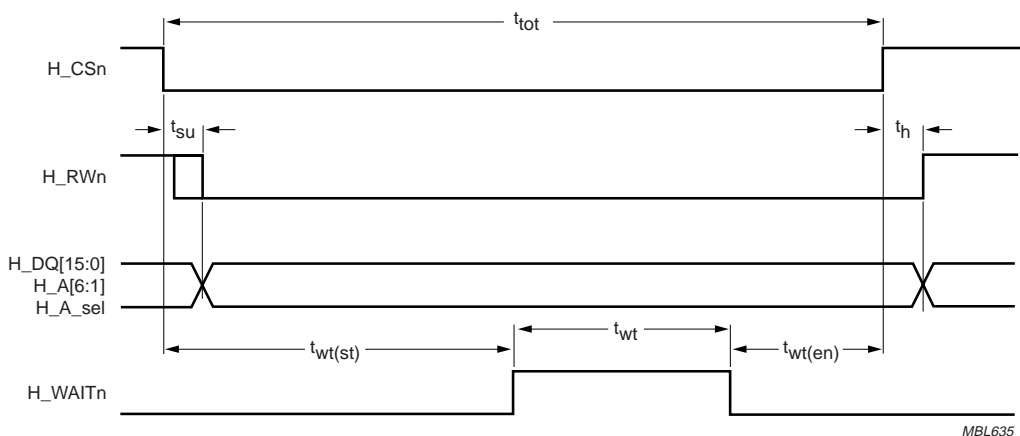 t_tot
H_CSn
t_su
t_h
H_RWn
H_DQ[15:0]
H_A[6:1]
H_A_sel
t_wt
t_wt(st)
t_wt(en)
H_WAITn
MBL635